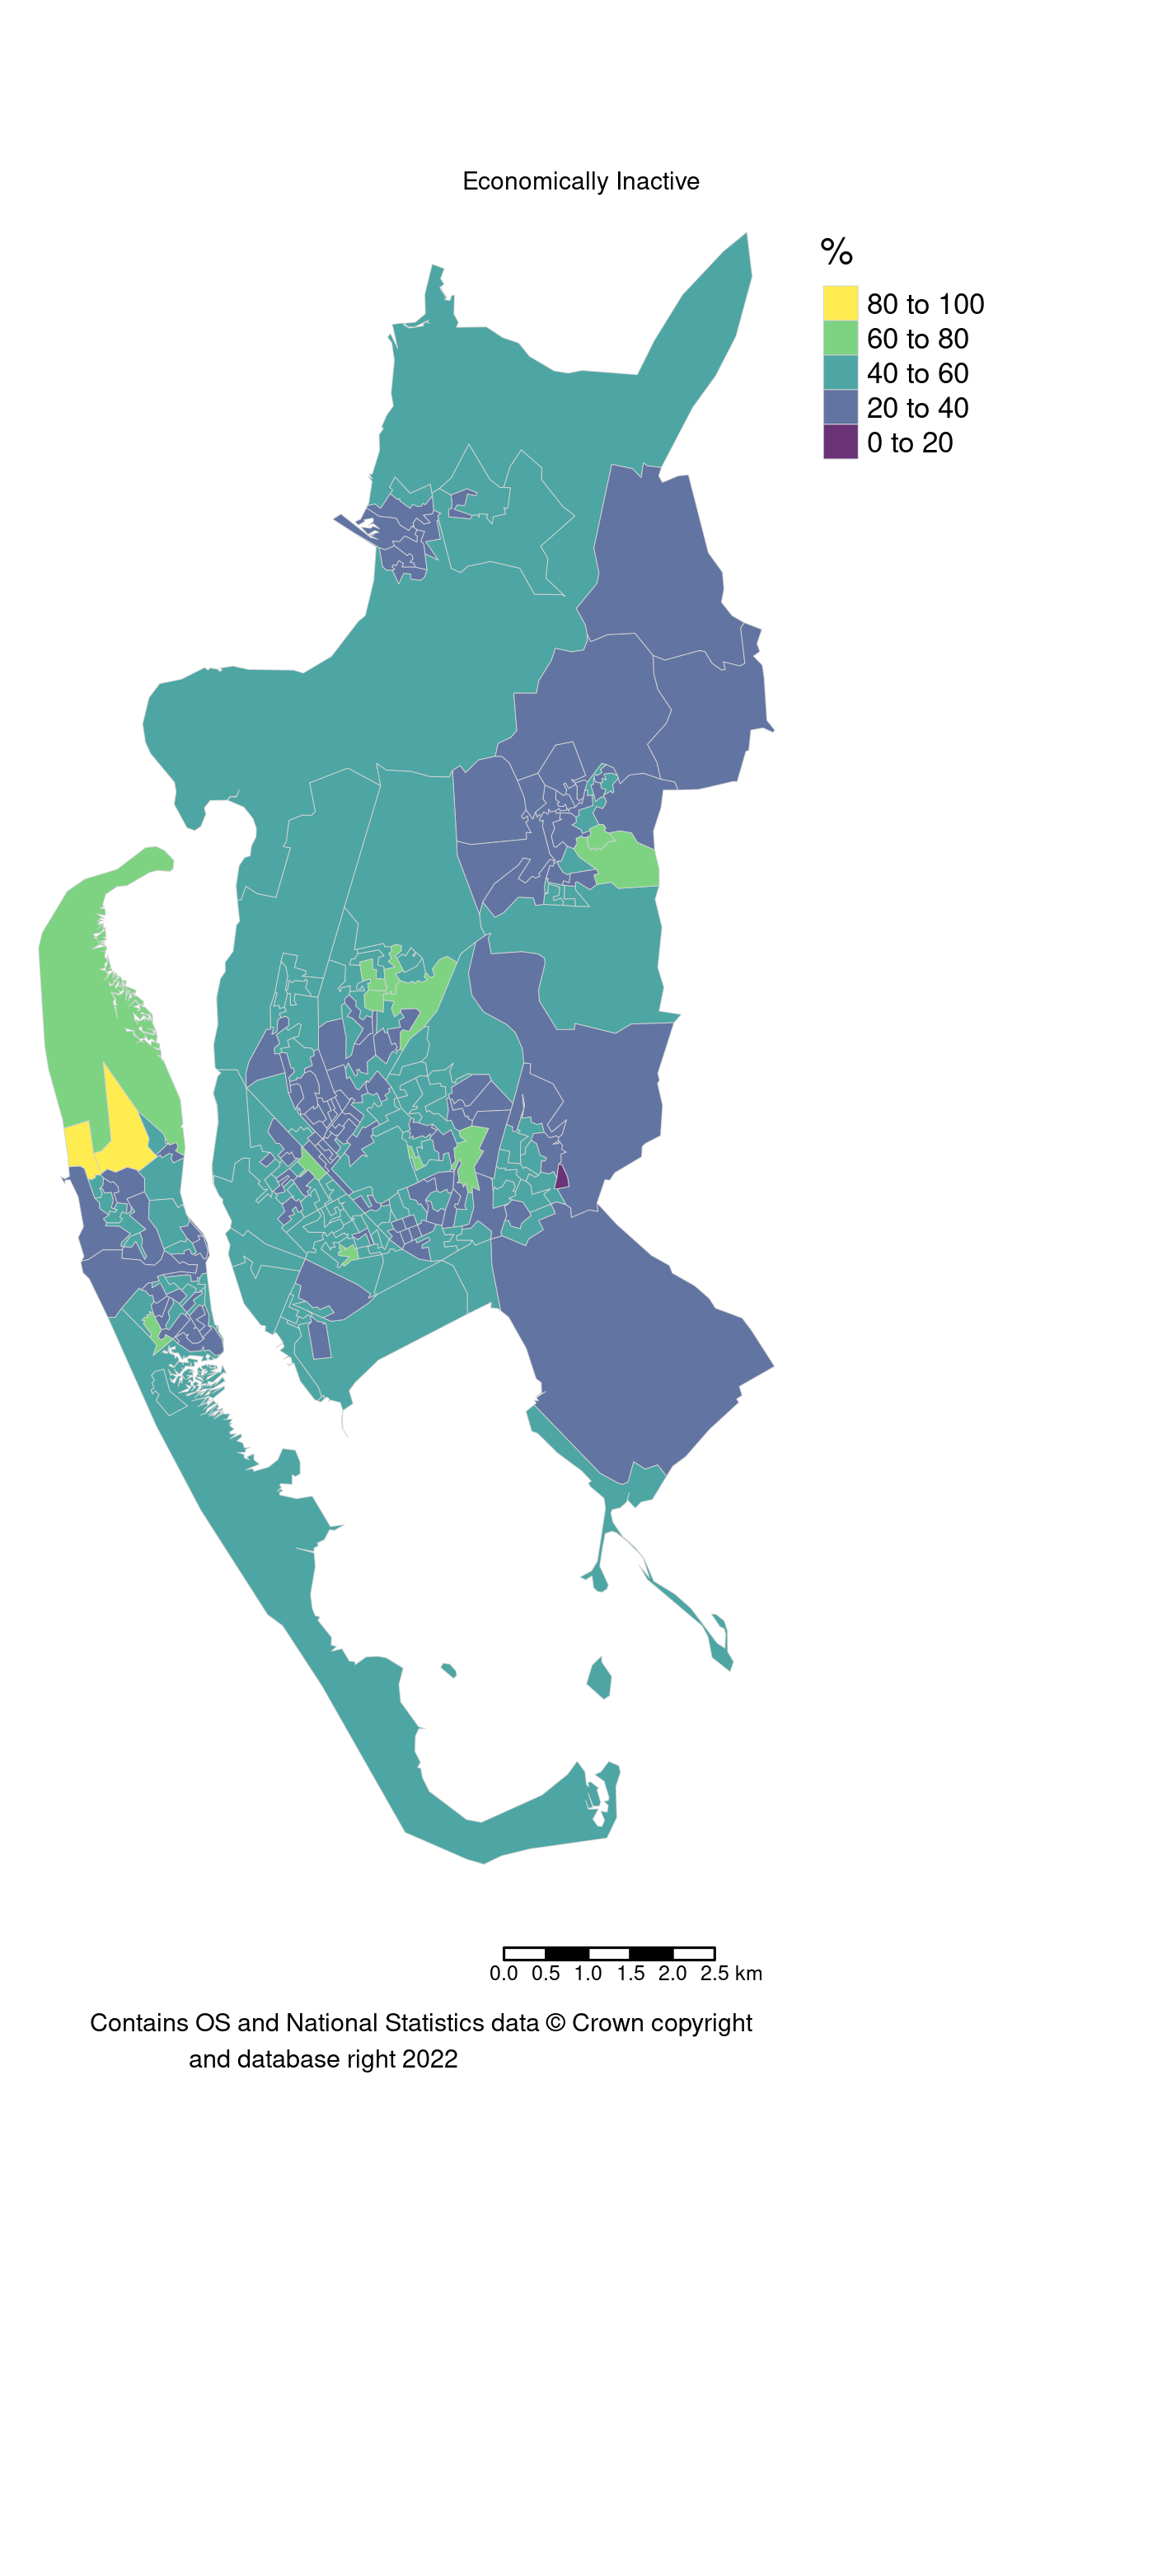 Economically Inactive
%
80 to 100
60 to 80
40 to 60
20 to 40
0 to 20
0.0 0.5 1.0 1.5 2.0 2.5 km
Contains OS and National Statistics data © Crown copyright
and database right 2022